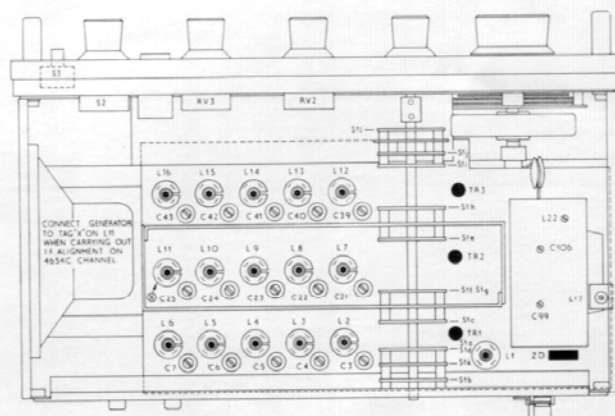 S3
S2
RV3
RV2
S1l
S1j
S1i
L16 L15 L14 L13 L12
C43 C42 C41 C40 C39
TR3
S1h
L22
C106
S1e
CONNECT GENERATOR
TO TAG "X" ON L11
WHEN CARRYING OUT
I.F. ALIGNMENT ON
465KC. CHANNEL
L11 L10 L9 L8 L7
TR2
C25 C24 C23 C22 C21
S1f S1g
L17
C99
S1c
L6 L5 L4 L3 L2
TR1
S1a
S1d
L1
ZD
S1k
C7 C6 C5 C4 C3
S1b